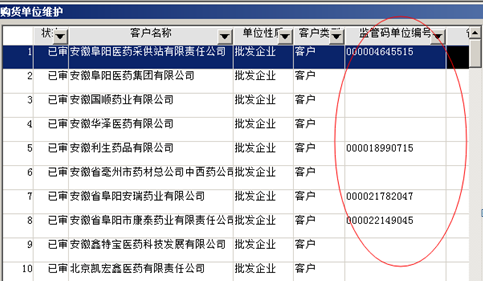 购货单位维护
状 客户名称 单位性 客户类 监管码单位编号
1 已审 安徽阜阳医药采供站有限责任公司 批发企业 客户 000004645515
2 已审 安徽阜阳医药集团有限公司 批发企业 客户
3 已审 安徽国顺药业有限公司 批发企业 客户
4 已审 安徽华泽医药有限公司 批发企业 客户
5 已审 安徽利生药品有限公司 批发企业 客户 000018990715
6 已审 安徽省亳州市药材总公司中西药公 批发企业 客户
7 已审 安徽省阜阳安瑞药业有限公司 批发企业 客户 000021782047
8 已审 安徽省阜阳市康泰药业有限责任公 批发企业 客户 000022149045
9 已审 安徽鑫特宝医药科技发展有限公司 批发企业 客户
10 已审 北京凯宏鑫医药有限责任公司 批发企业 客户